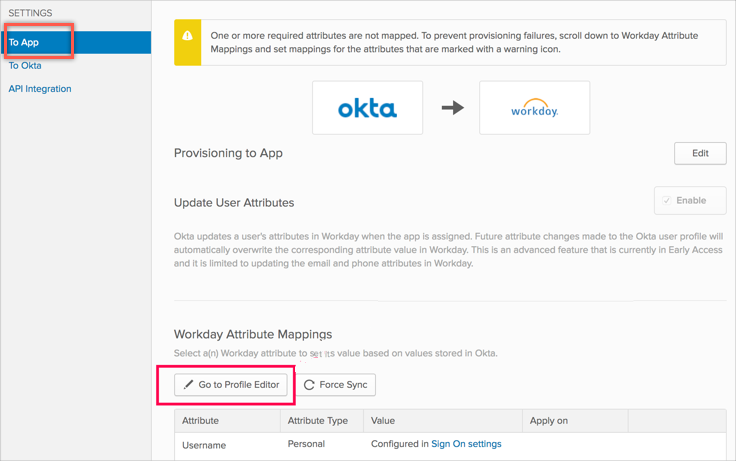 SETTINGS
To App
To Okta
API Integration
One or more required attributes are not mapped. To prevent provisioning failures, scroll down to Workday Attribute
Mappings and set mappings for the attributes that are marked with a warning icon.
okta
workday.
Provisioning to App
Edit
Update User Attributes
Enable
Okta updates a user's attributes in Workday when the app is assigned. Future attribute changes made to the Okta user profile will
automatically overwrite the corresponding attribute value in Workday. This is an advanced feature that is currently in Early Access
and it is limited to updating the email and phone attributes in Workday.
Workday Attribute Mappings
Select a(n) Workday attribute to set its value based on values stored in Okta.
Go to Profile Editor
Force Sync
Attribute Attribute Type Value Apply on
Username Personal Configured in Sign On settings